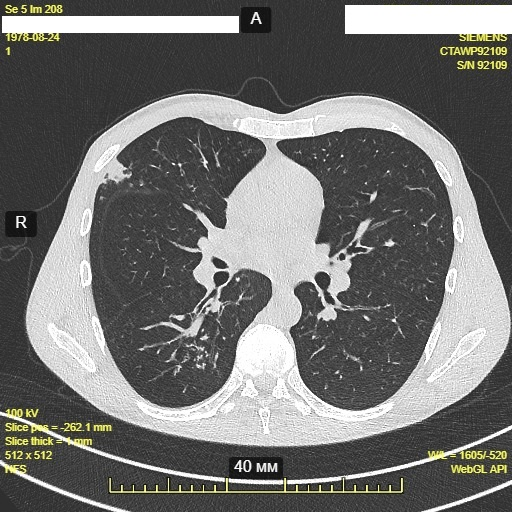 Se 5 Im 208
A
1978-08-24
1
SIEMENS
CTAWP92109
S/N 92109
R
100 kV
Slice pos = -262.1 mm
Slice thick = 1 mm
512 x 512
HFS
40 мм
W/L = 1605/-520
WebGL API